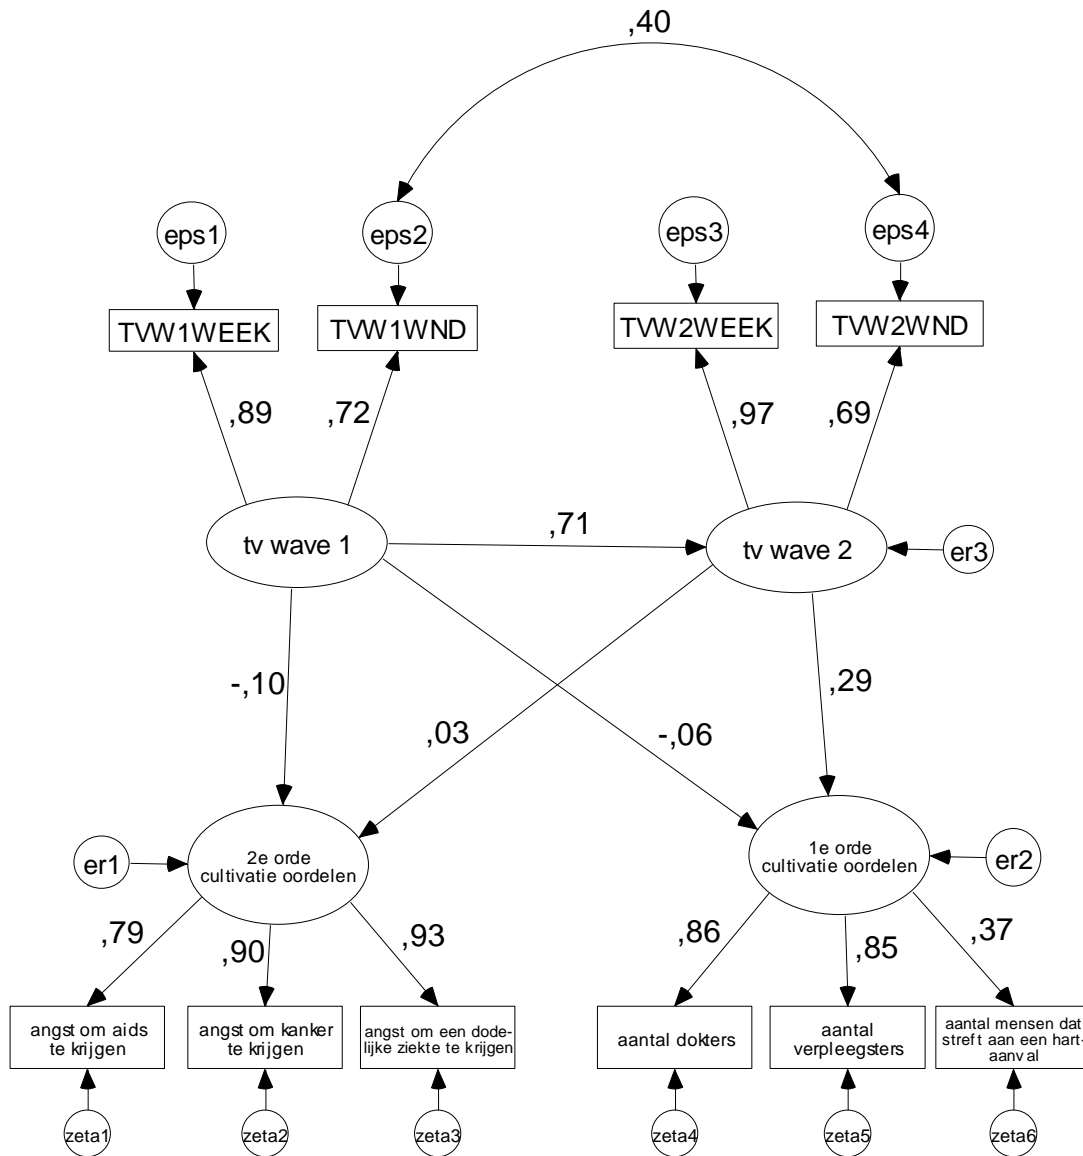 ,40
eps1
eps2
eps3
eps4
TVW1WEEK
TVW1WND
TVW2WEEK
TVW2WND
,89
,72
,97
,69
tv wave 1
,71
tv wave 2
er3
-,10
,03
-,06
,29
er1
2e orde
cultivatie oordelen
1e orde
cultivatie oordelen
er2
,79
,90
,93
,86
,85
,37
angst om aids
te krijgen
angst om kanker
te krijgen
angst om een dode-
lijke ziekte te krijgen
aantal dokters
aantal
verpleegsters
aantal mensen dat
streft aan een hart-
aanval
zeta1
zeta2
zeta3
zeta4
zeta5
zeta6